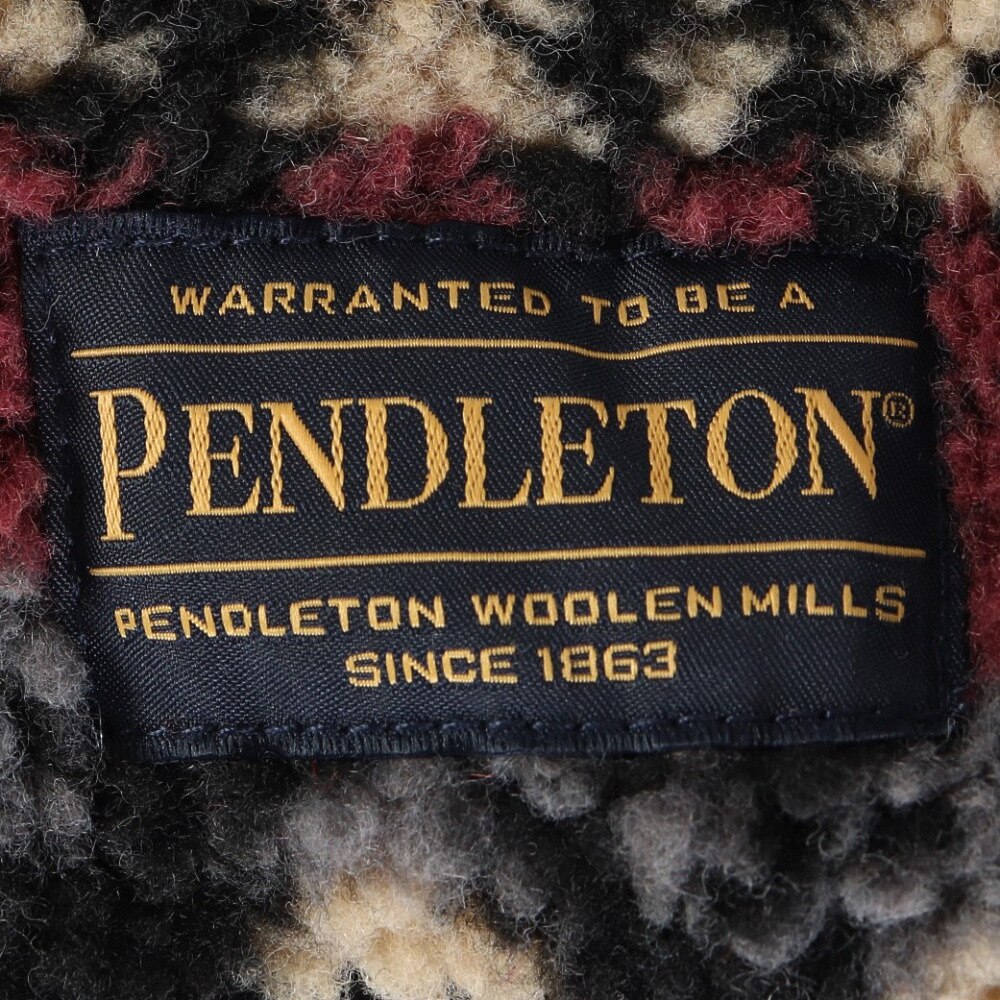 WARRANTED TO BE A
PENDLETON®
PENDLETON WOOLEN MILLS
SINCE 1863